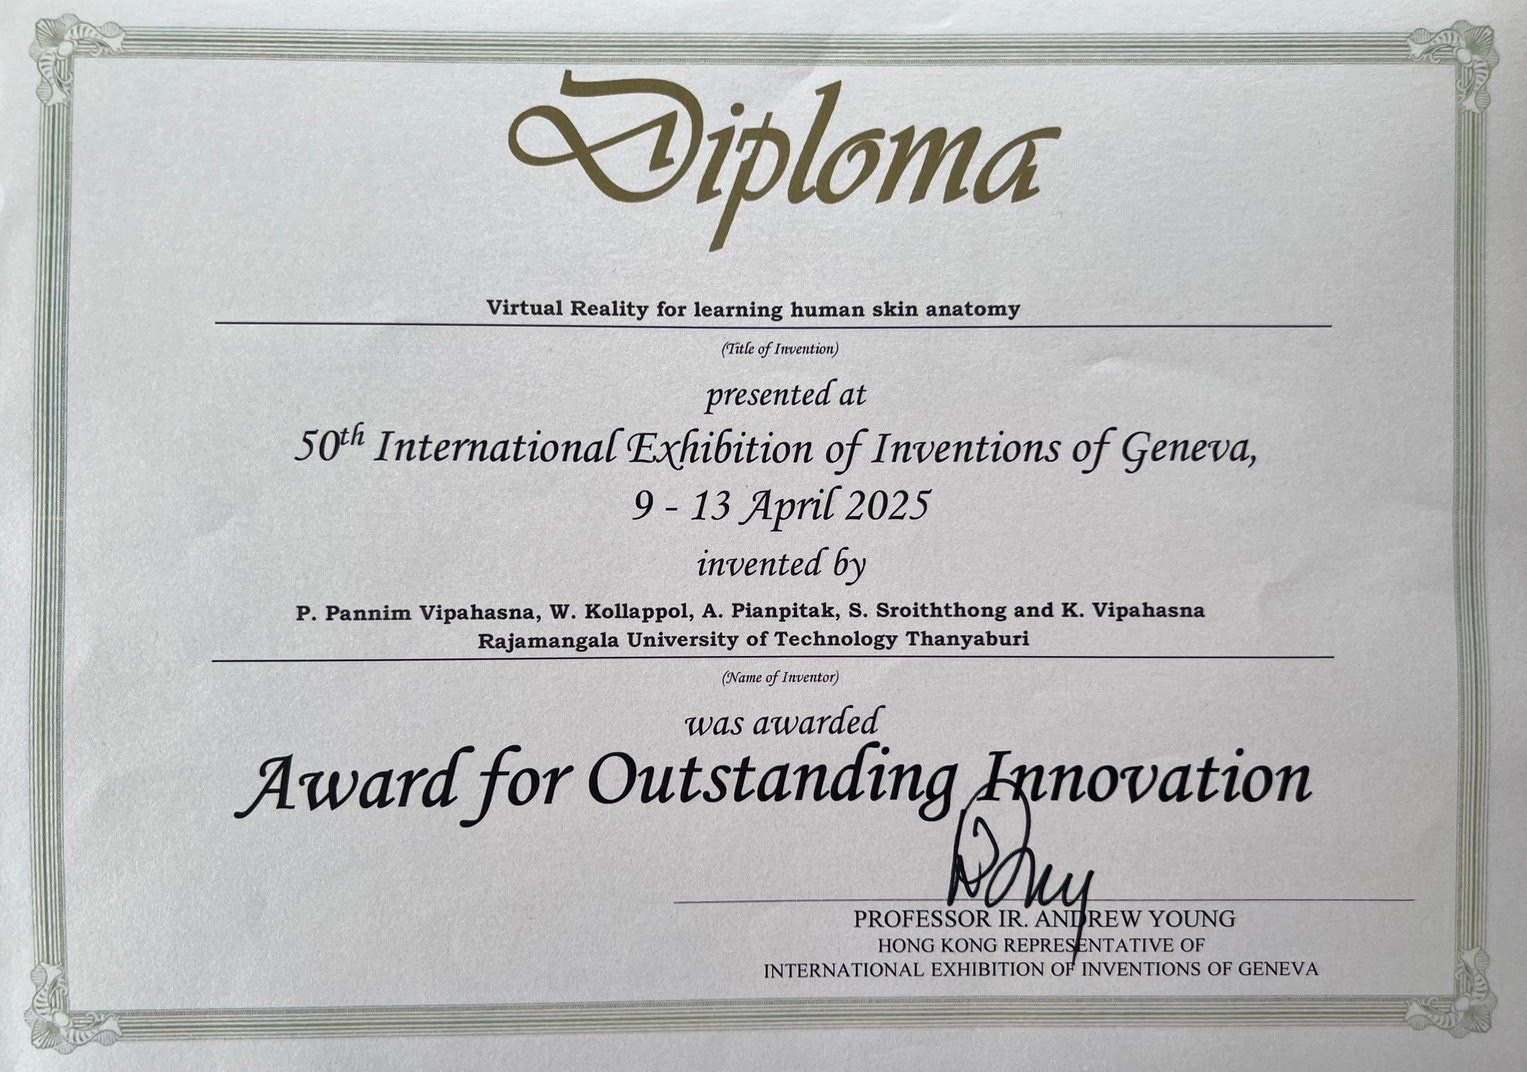 Diploma
Virtual Reality for learning human skin anatomy
(Title of Invention)
presented at
50th International Exhibition of Inventions of Geneva,
9 - 13 April 2025
invented by
P. Pannim Vipahasna, W. Kollappol, A. Pianpitak, S. Sroiththong and K. Vipahasna
Rajamangala University of Technology Thanyaburi
(Name of Inventor)
was awarded
Award for Outstanding Innovation
PROFESSOR IR. ANDREW YOUNG
HONG KONG REPRESENTATIVE OF
INTERNATIONAL EXHIBITION OF INVENTIONS OF GENEVA